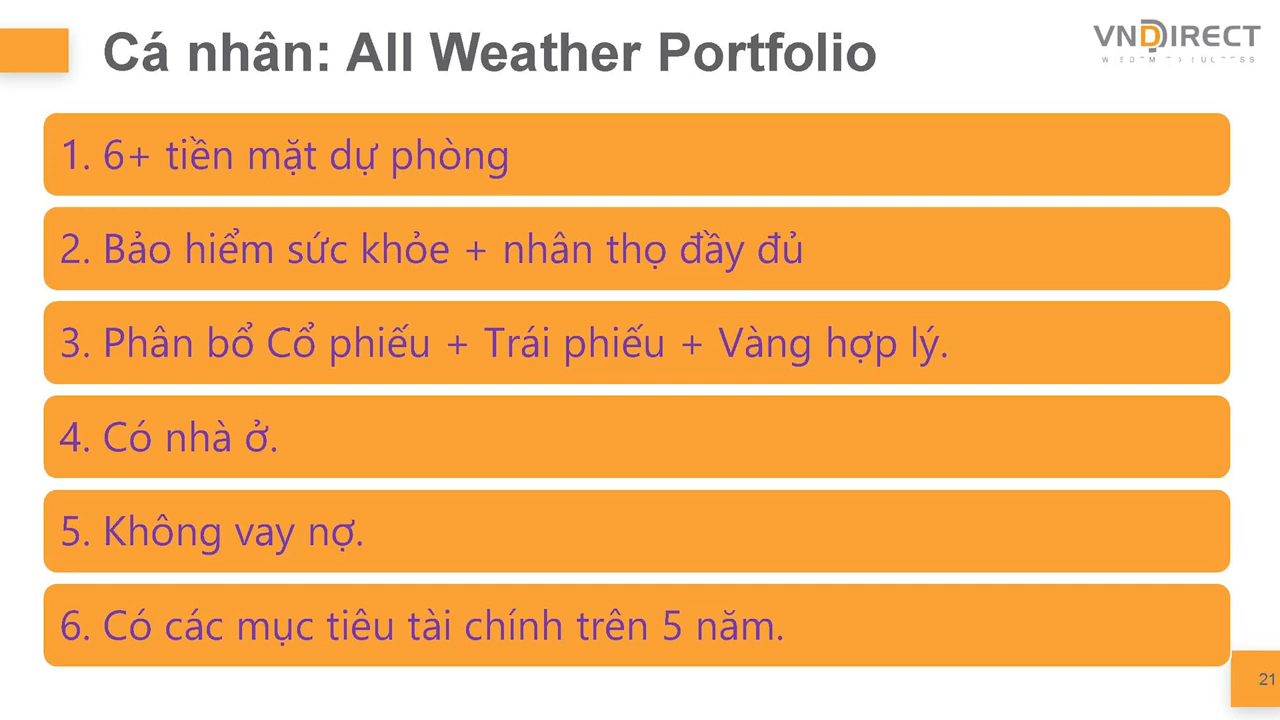 Cá nhân: All Weather Portfolio
VNDIRECT
1. 6+ tiền mặt dự phòng
2. Bảo hiểm sức khỏe + nhân thọ đầy đủ
3. Phân bổ Cổ phiếu + Trái phiếu + Vàng hợp lý.
4. Có nhà ở.
5. Không vay nợ.
6. Có các mục tiêu tài chính trên 5 năm.
21